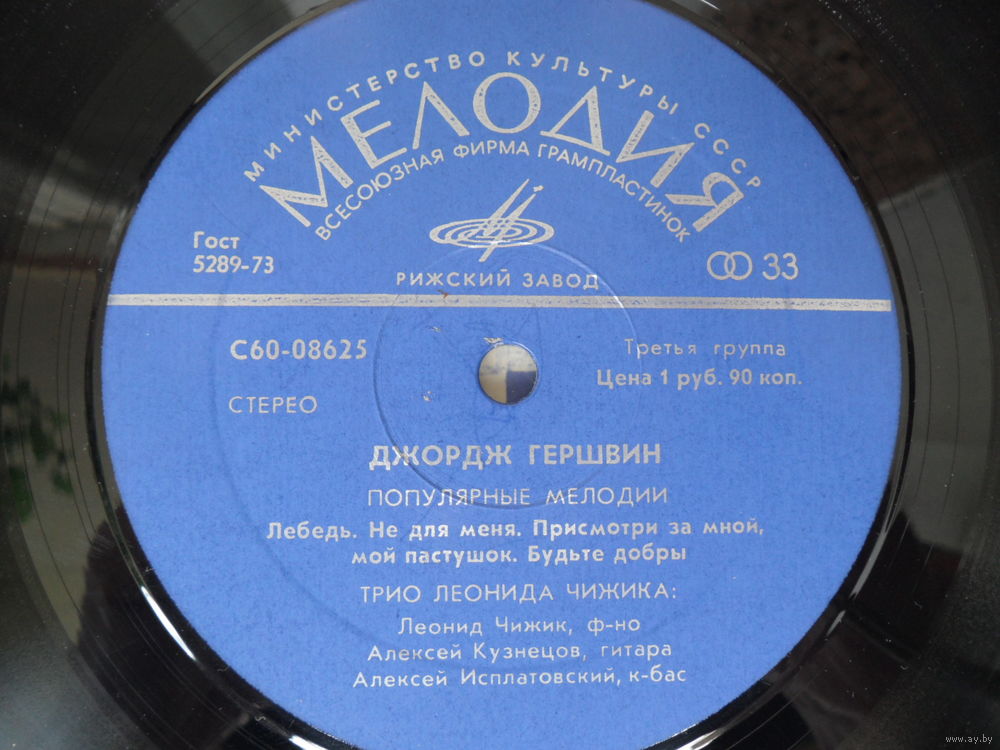 МИНИСТЕРСТВО КУЛЬТУРЫ СССР
МЕЛОДИЯ
ВСЕСОЮЗНАЯ ФИРМА ГРАМПЛАСТИНОК
Гост
5289-73
РИЖСКИЙ ЗАВОД
33
С60-08625
Третья группа
Цена 1 руб. 90 коп.
СТЕРЕО
ДЖОРДЖ ГЕРШВИН
ПОПУЛЯРНЫЕ МЕЛОДИИ
Лебедь. Не для меня. Присмотри за мной,
мой пастушок. Будьте добры
ТРИО ЛЕОНИДА ЧИЖИКА:
Леонид Чижик, ф-но
Алексей Кузнецов, гитара
Алексей Исплатовский, к-бас
www.ay.by